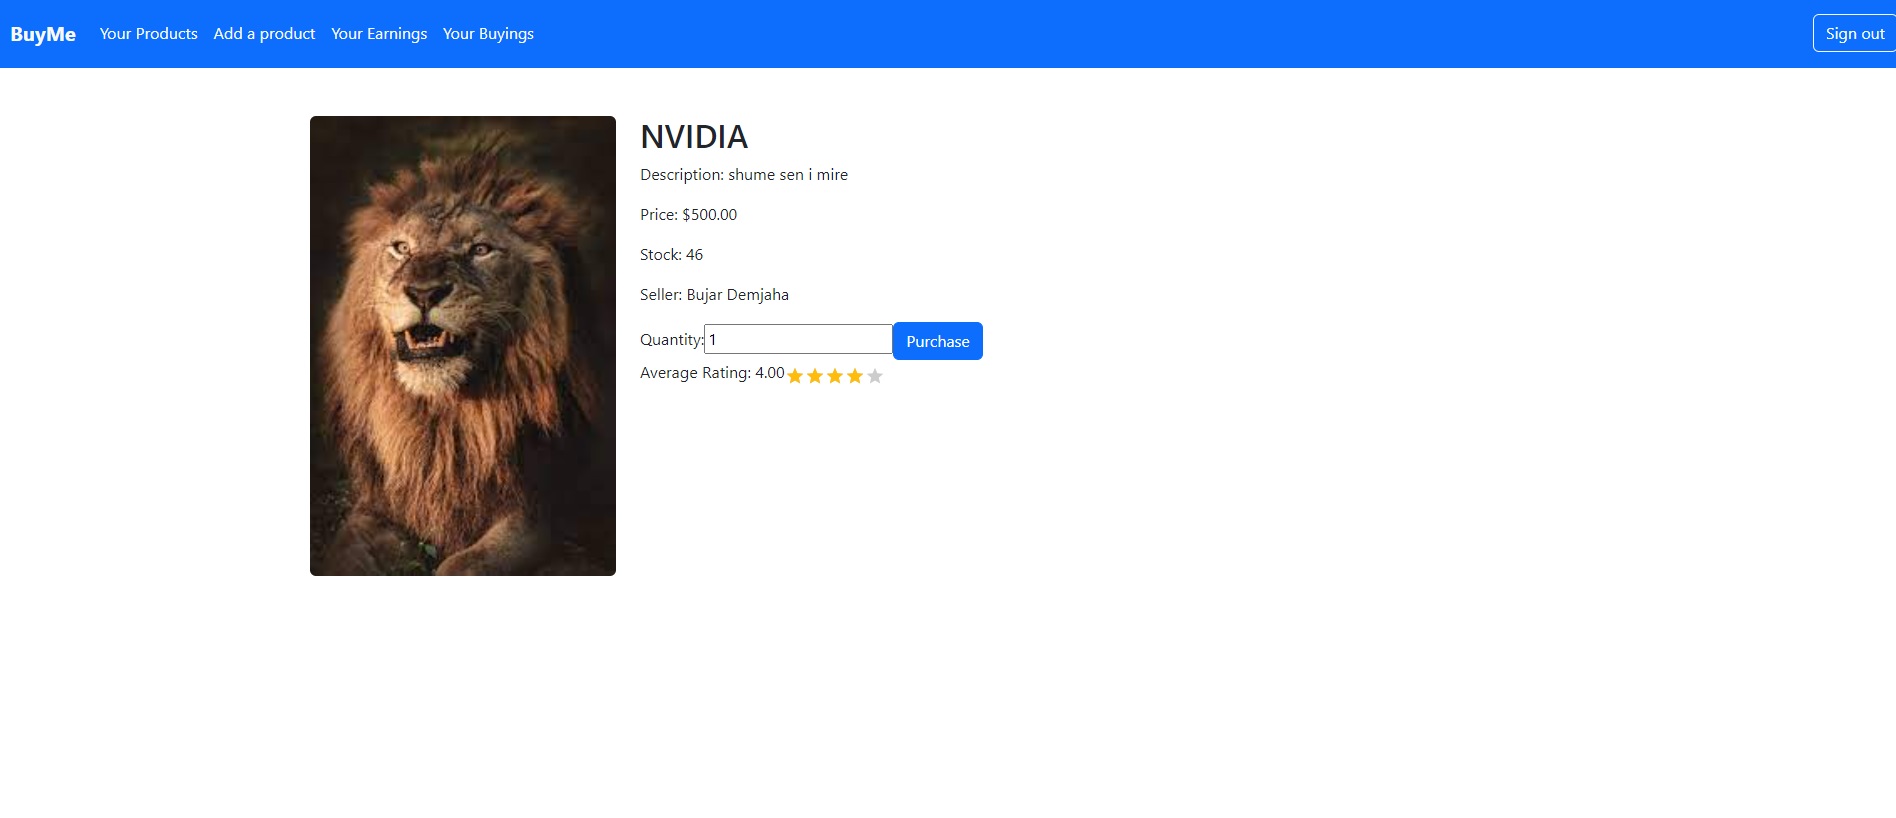 BuyMe Your Products Add a product Your Earnings Your Buyings Sign out
NVIDIA
Description: shume sen i mire
Price: $500.00
Stock: 46
Seller: Bujar Demjaha
Quantity: 1 Purchase
Average Rating: 4.00